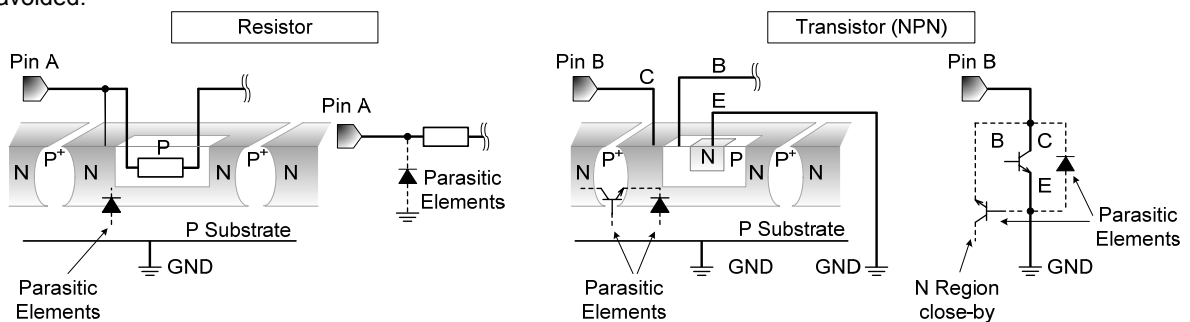 avoided.
Resistor
Transistor (NPN)
Pin A
Pin A
Pin B
C
B
E
Pin B
N
P+
N
P
N
P+
N
Parasitic
Elements
P Substrate
GND
Parasitic
Elements
N
P+
N
N
P
N
P+
N
P Substrate
GND
GND
Parasitic
Elements
B
C
E
Parasitic
Elements
GND
N Region
close-by